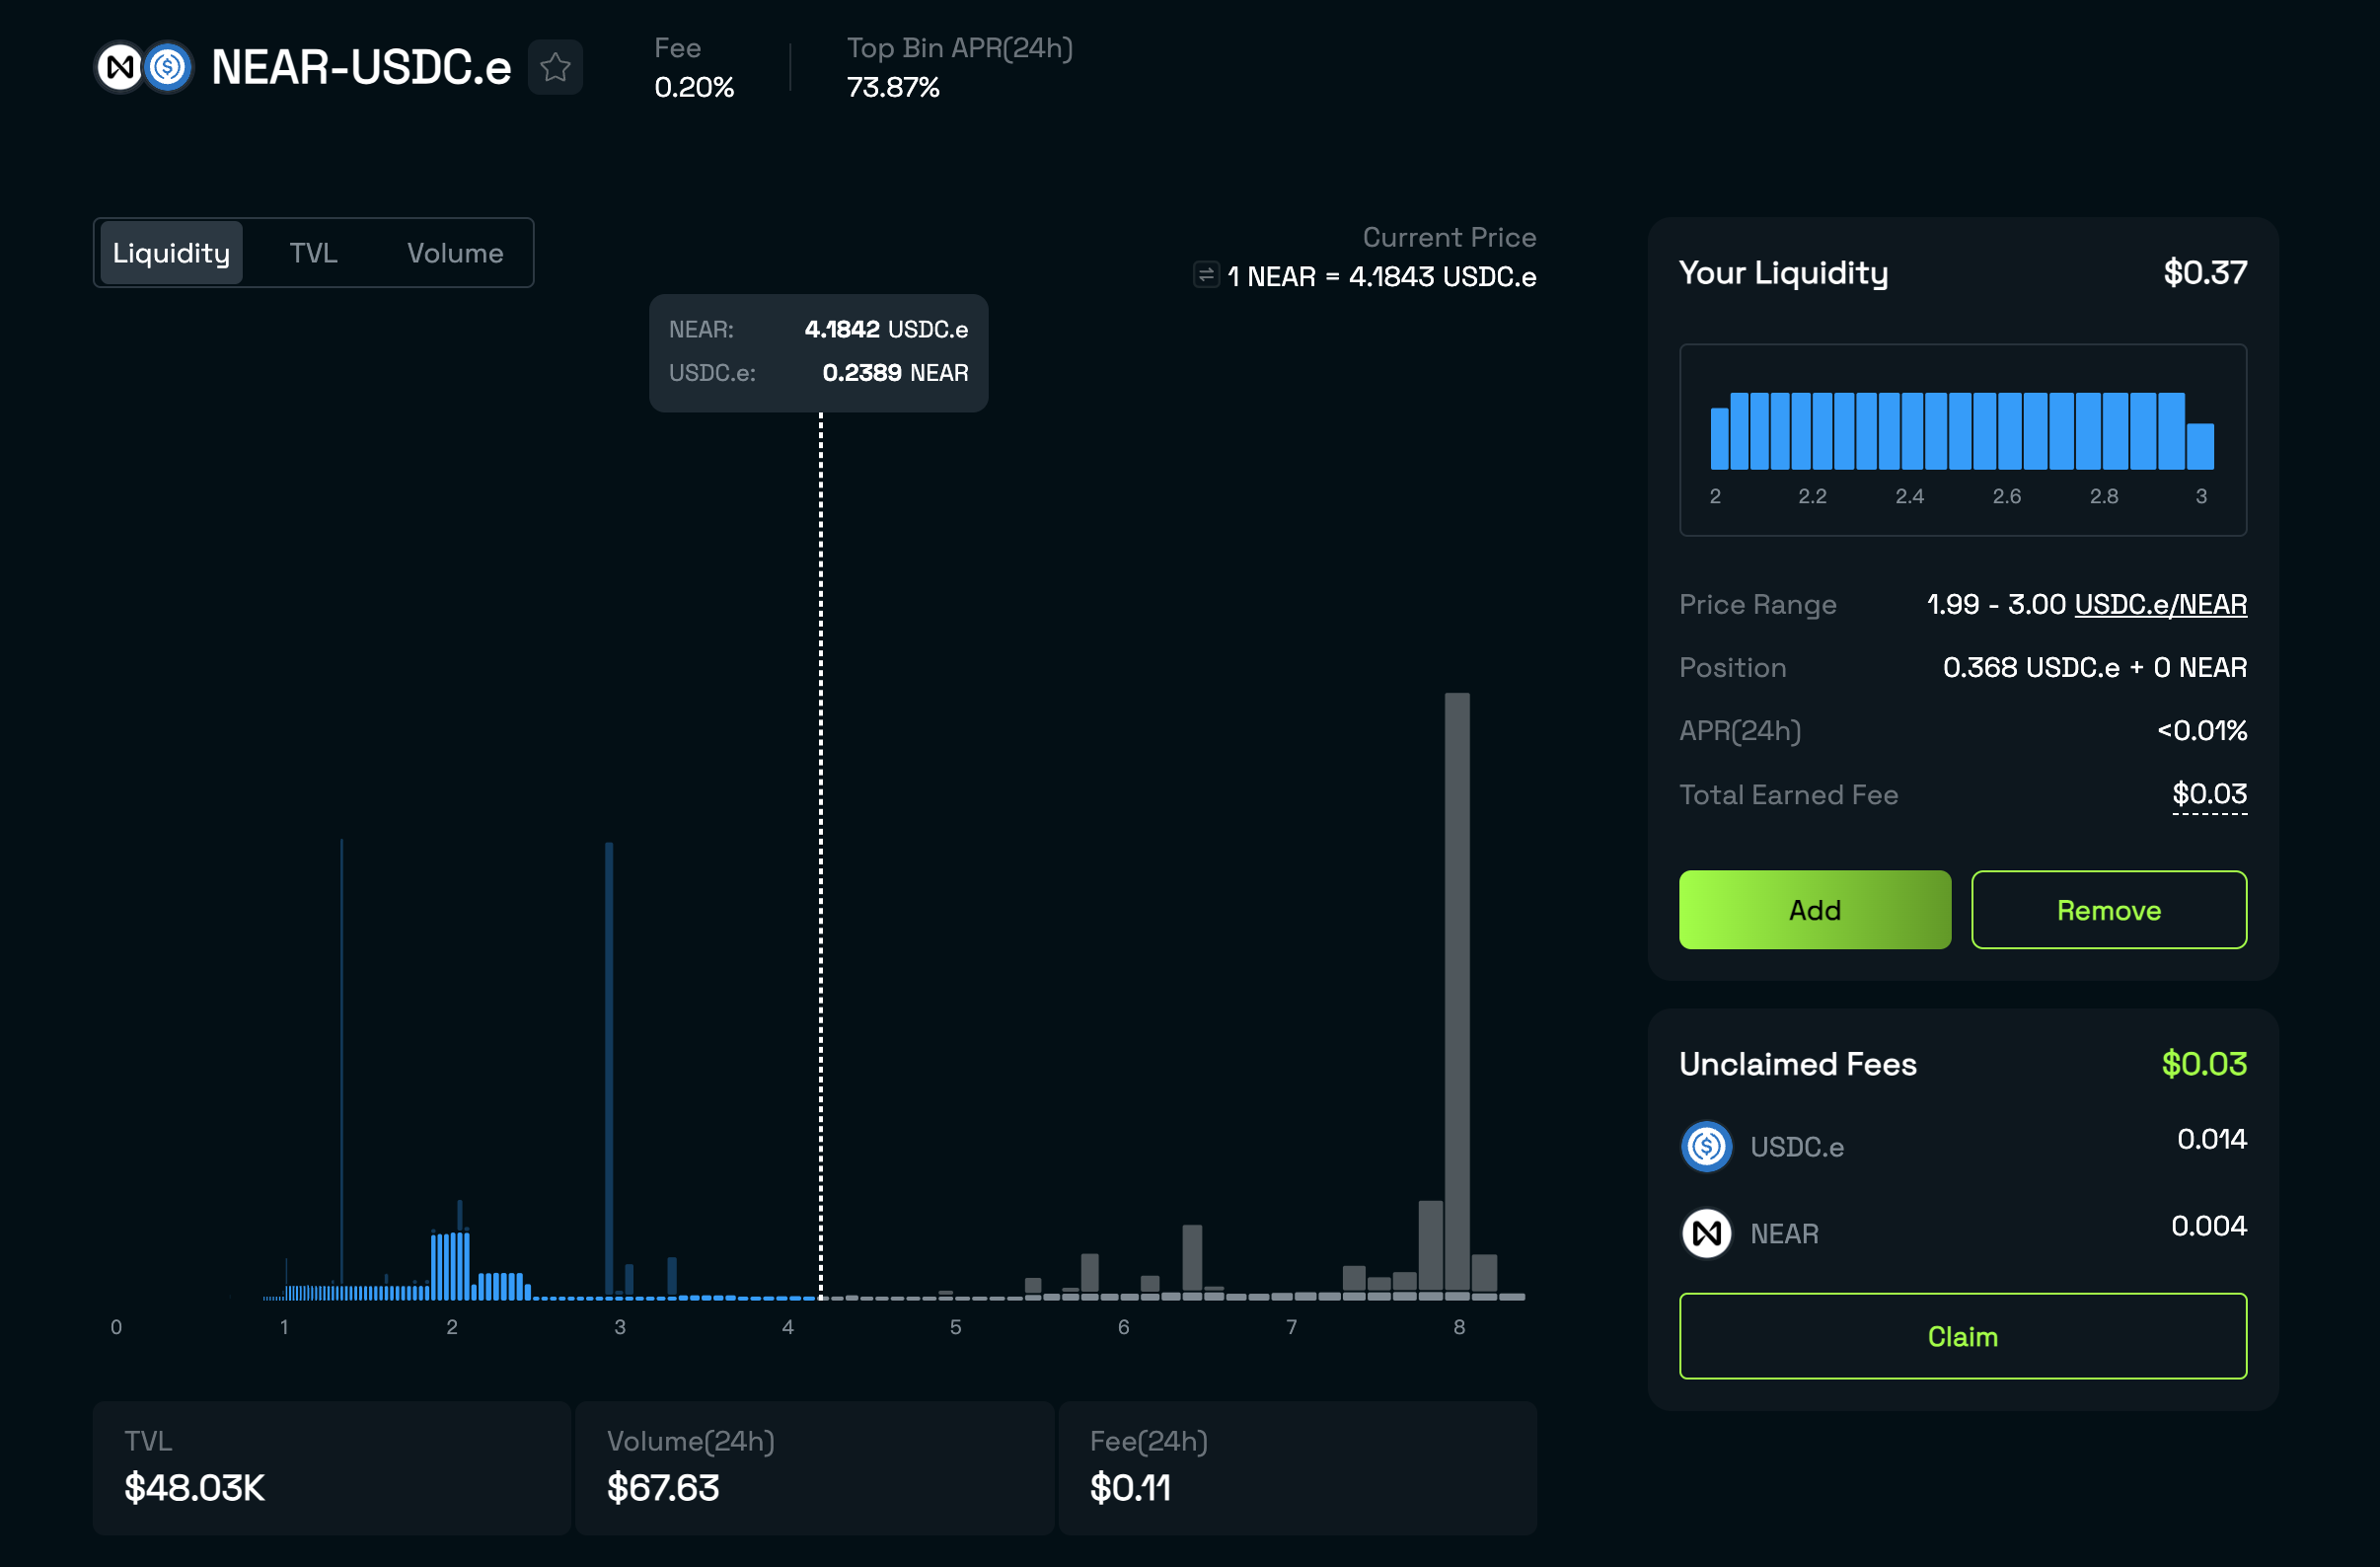 NEAR-USDC.e
Fee
0.20%
Top Bin APR(24h)
73.87%
Liquidity TVL Volume
Current Price
1 NEAR = 4.1843 USDC.e
NEAR: 4.1842 USDC.e
USDC.e: 0.2389 NEAR
0 1 2 3 4 5 6 7 8
TVL
$48.03K
Volume(24h)
$67.63
Fee(24h)
$0.11
Your Liquidity $0.37
2 2.2 2.4 2.6 2.8 3
Price Range 1.99 - 3.00 USDC.e/NEAR
Position 0.368 USDC.e + 0 NEAR
APR(24h) <0.01%
Total Earned Fee $0.03
Add Remove
Unclaimed Fees $0.03
USDC.e 0.014
NEAR 0.004
Claim